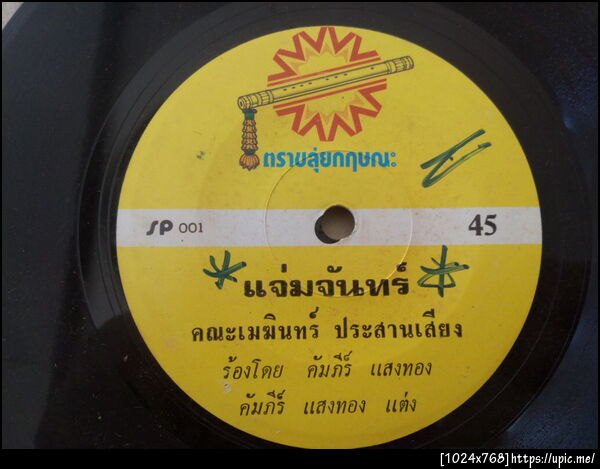 ตราขลุ่ยกฤษณะ
SP 001
45
แจ่มจันทร์
คณะเมฆินทร์ ประสานเสียง
ร้องโดย คัมภีร์ แสงทอง
คัมภีร์ แสงทอง แต่ง
[1024x768]https://upic.me/